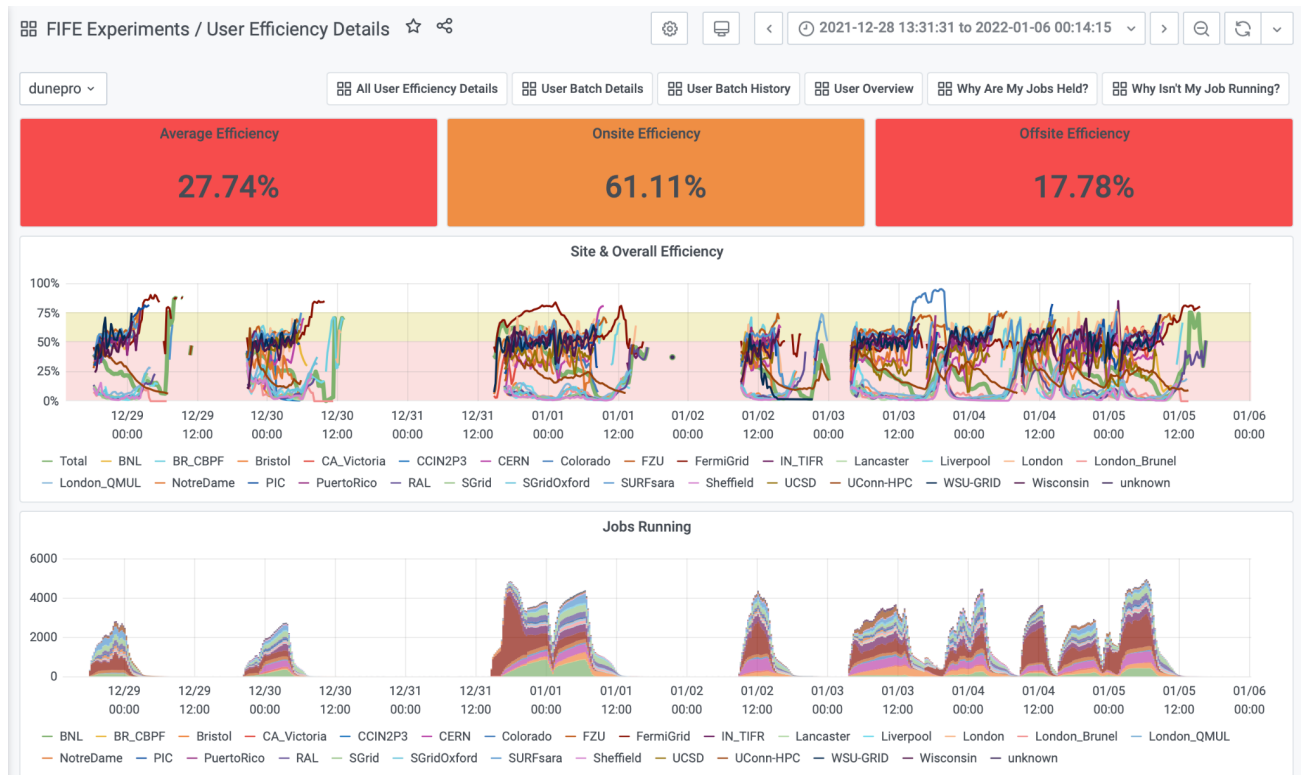 FIFE Experiments / User Efficiency Details
2021-12-28 13:31:31 to 2022-01-06 00:14:15
dunepro
All User Efficiency Details
User Batch Details
User Batch History
User Overview
Why Are My Jobs Held?
Why Isn't My Job Running?
Average Efficiency
Onsite Efficiency
Offsite Efficiency
27.74%
61.11%
17.78%
Site & Overall Efficiency
100%
75%
50%
25%
0%
12/29 12/29 12/30 12/30 12/31 12/31 01/01 01/01 01/02 01/02 01/03 01/03 01/04 01/04 01/05 01/05 01/06
00:00 12:00 00:00 12:00 00:00 12:00 00:00 12:00 00:00 12:00 00:00 12:00 00:00 12:00 00:00 12:00 00:00
Total BNL BR_CBPF Bristol CA_Victoria CCIN2P3 CERN Colorado FZU FermiGrid IN_TIFR Lancaster Liverpool London London_Brunel
London_QMUL NotreDame PIC PuertoRico RAL SGrid SGridOxford SURFsara Sheffield UCSD UConn-HPC WSU-GRID Wisconsin unknown
Jobs Running
6000
4000
2000
0
12/29 12/29 12/30 12/30 12/31 12/31 01/01 01/01 01/02 01/02 01/03 01/03 01/04 01/04 01/05 01/05 01/06
00:00 12:00 00:00 12:00 00:00 12:00 00:00 12:00 00:00 12:00 00:00 12:00 00:00 12:00 00:00 12:00 00:00
BNL BR_CBPF Bristol CA_Victoria CCIN2P3 CERN Colorado FZU FermiGrid IN_TIFR Lancaster Liverpool London London_Brunel London_QMUL
NotreDame PIC PuertoRico RAL SGrid SGridOxford SURFsara Sheffield UCSD UConn-HPC WSU-GRID Wisconsin unknown